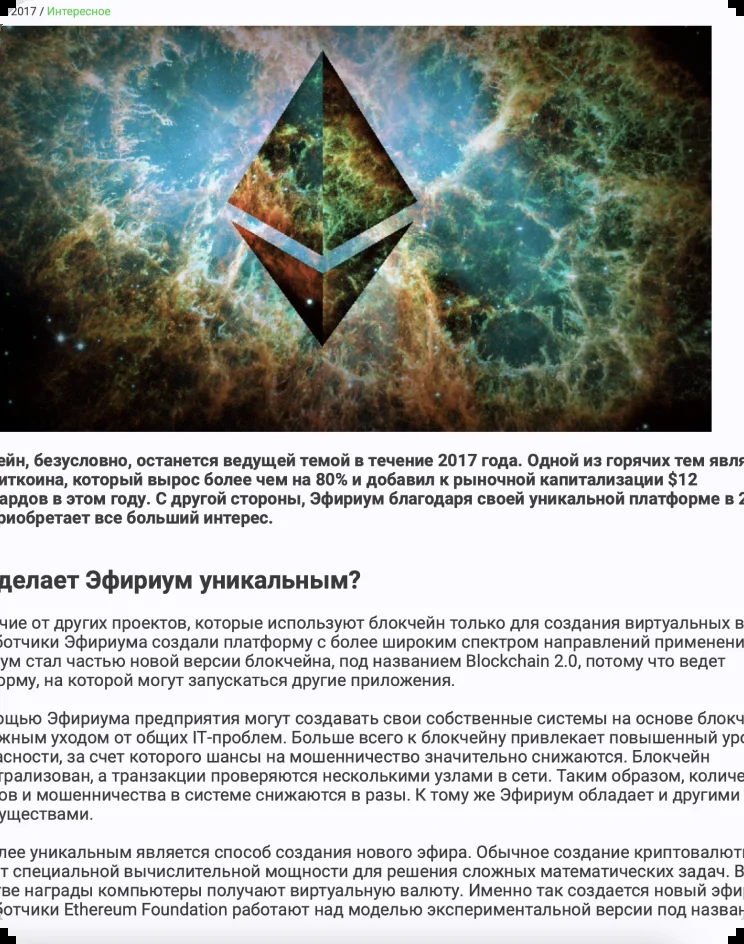 2017 / Интересное
ейн, безусловно, останется ведущей темой в течение 2017 года. Одной из горячих тем явля
иткоина, который вырос более чем на 80% и добавил к рыночной капитализации $12
ардов в этом году. С другой стороны, Эфириум благодаря своей уникальной платформе в 2
риобретает все больший интерес.
делает Эфириум уникальным?
чие от других проектов, которые используют блокчейн только для создания виртуальных в
ботчики Эфириума создали платформу с более широким спектром направлений применени
ум стал частью новой версии блокчейна, под названием Blockchain 2.0, потому что ведет
орму, на которой могут запускаться другие приложения.
ощью Эфириума предприятия могут создавать свои собственные системы на основе блокч
жным уходом от общих IT-проблем. Больше всего к блокчейну привлекает повышенный уро
асности, за счет которого шансы на мошенничество значительно снижаются. Блокчейн
трализован, а транзакции проверяются несколькими узлами в сети. Таким образом, количе
ов и мошенничества в системе снижаются в разы. К тому же Эфириум обладает и другими
уществами.
лее уникальным является способ создания нового эфира. Обычное создание криптовалют
т специальной вычислительной мощности для решения сложных математических задач. В
тве награды компьютеры получают виртуальную валюту. Именно так создается новый эфи
ботчики Ethereum Foundation работают над моделью экспериментальной версии под назван